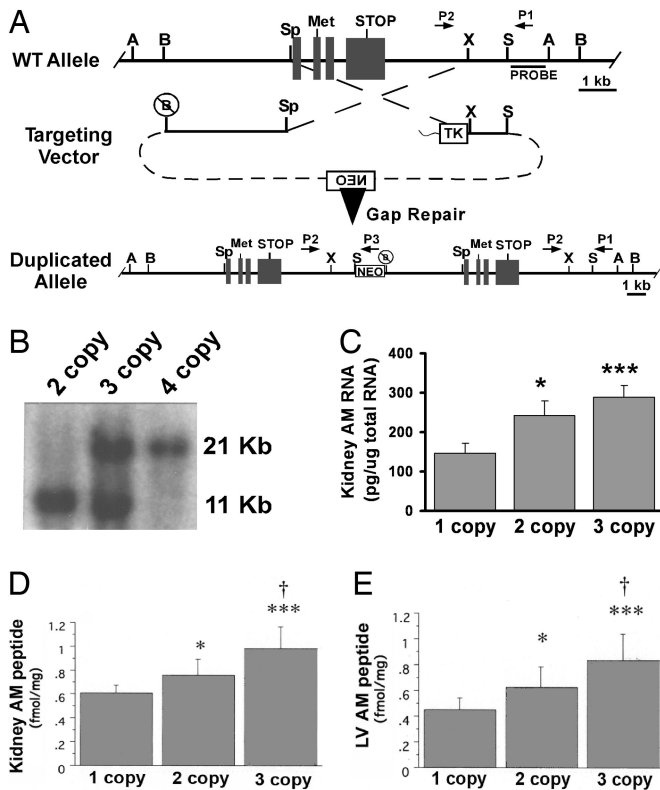 A
Met STOP P2 P1
A B Sp X S A B
WT Allele
PROBE
1 kb
B Sp X S
TK
Targeting
Vector
NEO
Gap Repair
Met STOP P2 P3 Met STOP P2 P1
A B Sp X S B Sp X S A B
Duplicated
Allele
NEO
1 kb
B
2 copy 3 copy 4 copy
21 Kb
11 Kb
C
Kidney AM RNA
(pg/ug total RNA)
400
300
200
100
0
* ***
1 copy 2 copy 3 copy
D
Kidney AM peptide
(fmol/mg)
1.2
1
.8
.6
.4
.2
0
†
* ***
1 copy 2 copy 3 copy
E
LV AM peptide
(fmol/mg)
1.2
1
.8
.6
.4
.2
0
†
* ***
1 copy 2 copy 3 copy